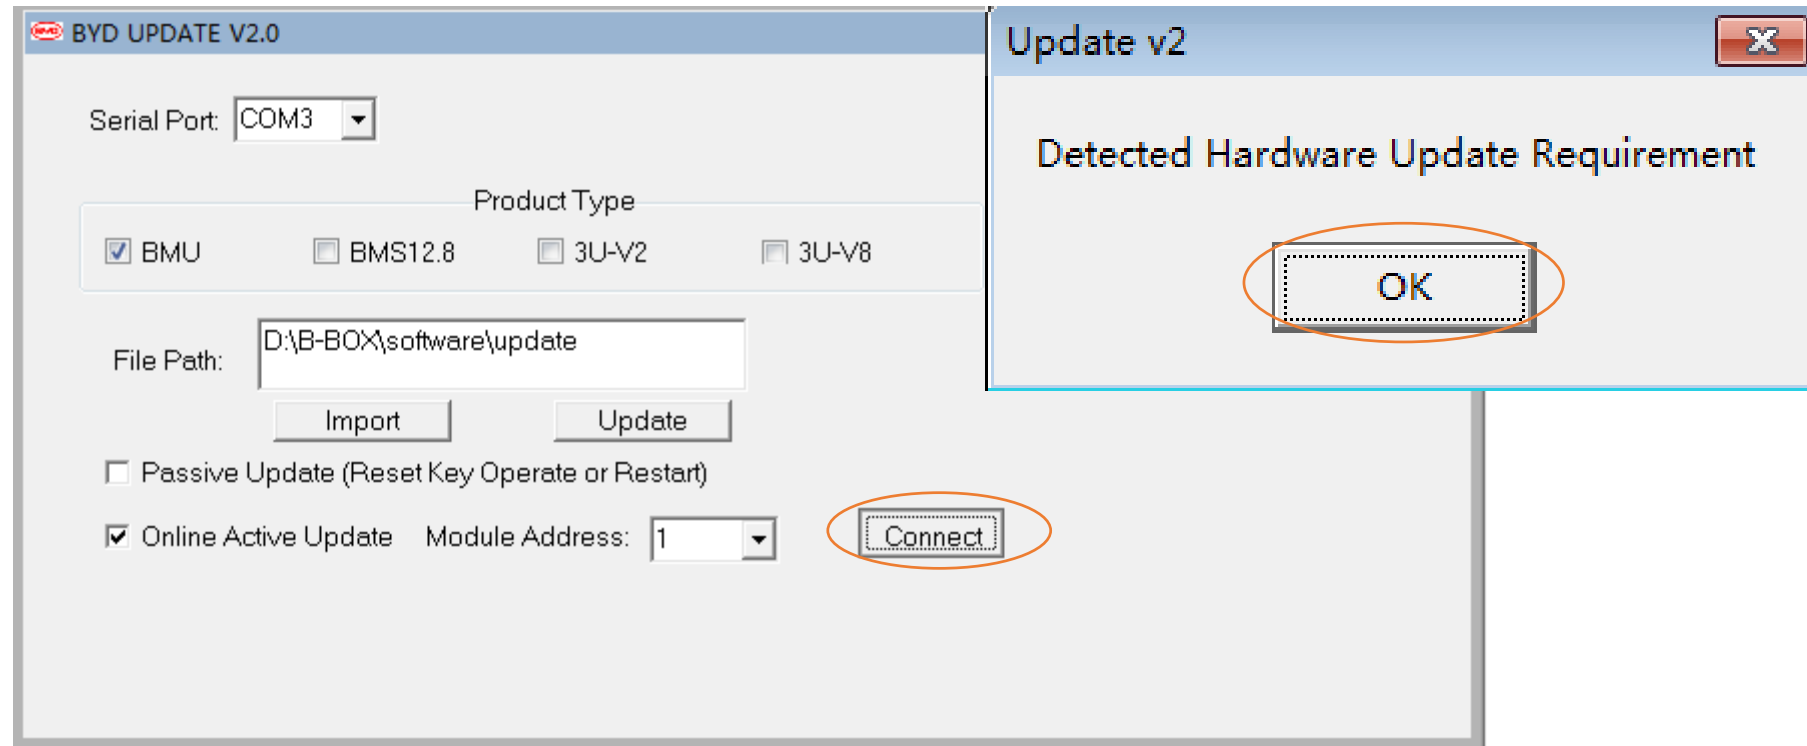 BYD UPDATE V2.0
Serial Port: COM3
Product Type
BMU BMS12.8 3U-V2 3U-V8
File Path: D:\B-BOX\software\update
Import Update
Passive Update (Reset Key Operate or Restart)
Online Active Update Module Address: 1 Connect
Update v2
Detected Hardware Update Requirement
OK